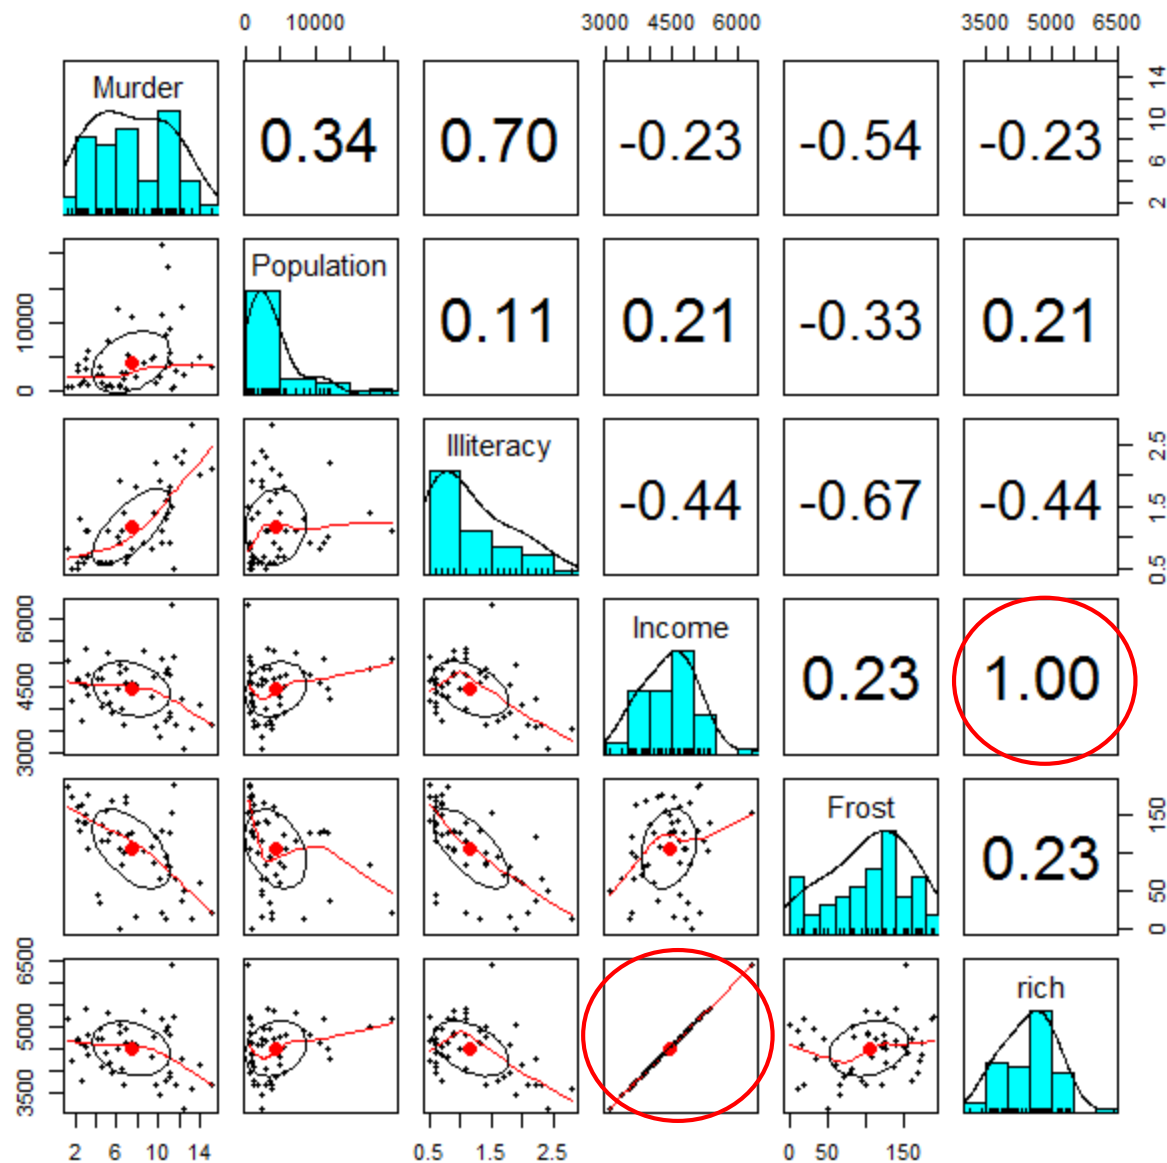 0 10000 3000 4500 6000 3500 5000 6500
Murder 0.34 0.70 -0.23 -0.54 -0.23 2 6 10 14
0 10000 Population 0.11 0.21 -0.33 0.21
Illiteracy -0.44 -0.67 -0.44 0.5 1.5 2.5
3000 4500 6000 Income 0.23 1.00
Frost 0.23 0 50 150
3500 5000 6500 rich
2 6 10 14 0.5 1.5 2.5 0 50 150